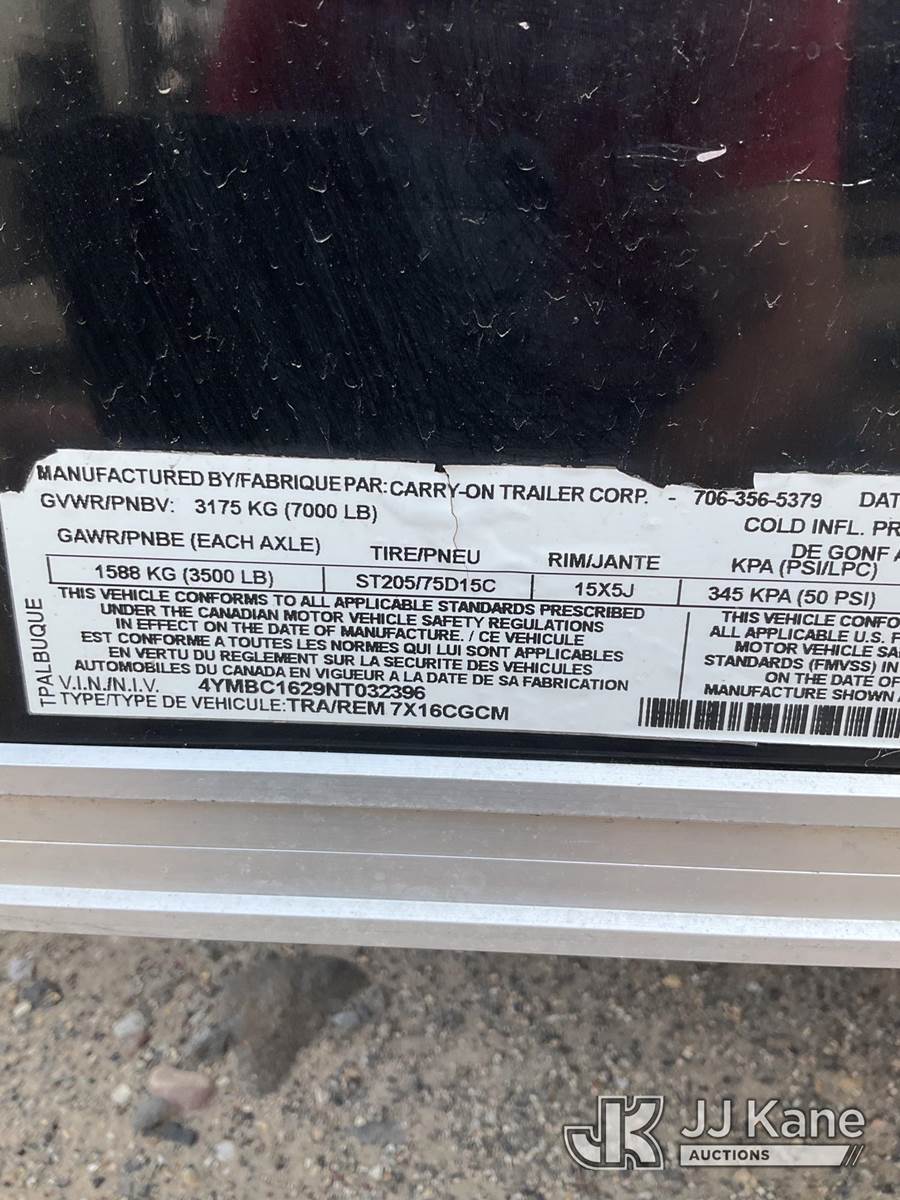 MANUFACTURED BY/FABRIQUE PAR: CARRY-ON TRAILER CORP. - 706-356-5379 DAT
GVWR/PNBV: 3175 KG (7000 LB)
COLD INFL. PR
GAWR/PNBE (EACH AXLE) TIRE/PNEU RIM/JANTE DE GONF A
KPA (PSI/LPC)
1588 KG (3500 LB) ST205/75D15C 15X5J 345 KPA (50 PSI)
THIS VEHICLE CONFORMS TO ALL APPLICABLE STANDARDS PRESCRIBED
UNDER THE CANADIAN MOTOR VEHICLE SAFETY REGULATIONS
IN EFFECT ON THE DATE OF MANUFACTURE. / CE VEHICULE
EST CONFORME A TOUTES LES NORMES QUI LUI SONT APPLICABLES
EN VERTU DU REGLEMENT SUR LA SECURITE DES VEHICULES
AUTOMOBILES DU CANADA EN VIGUEUR A LA DATE DE SA FABRICATION
THIS VEHICLE CONFO
ALL APPLICABLE U.S. F
MOTOR VEHICLE SA
STANDARDS (FMVSS) IN
ON THE DATE OF
MANUFACTURE SHOWN A
V.I.N./N.I.V. 4YMBC1629NT032396
TYPE/TYPE DE VEHICULE: TRA/REM 7X16CGCM
TPALBUQUE
JK JJ Kane
AUCTIONS